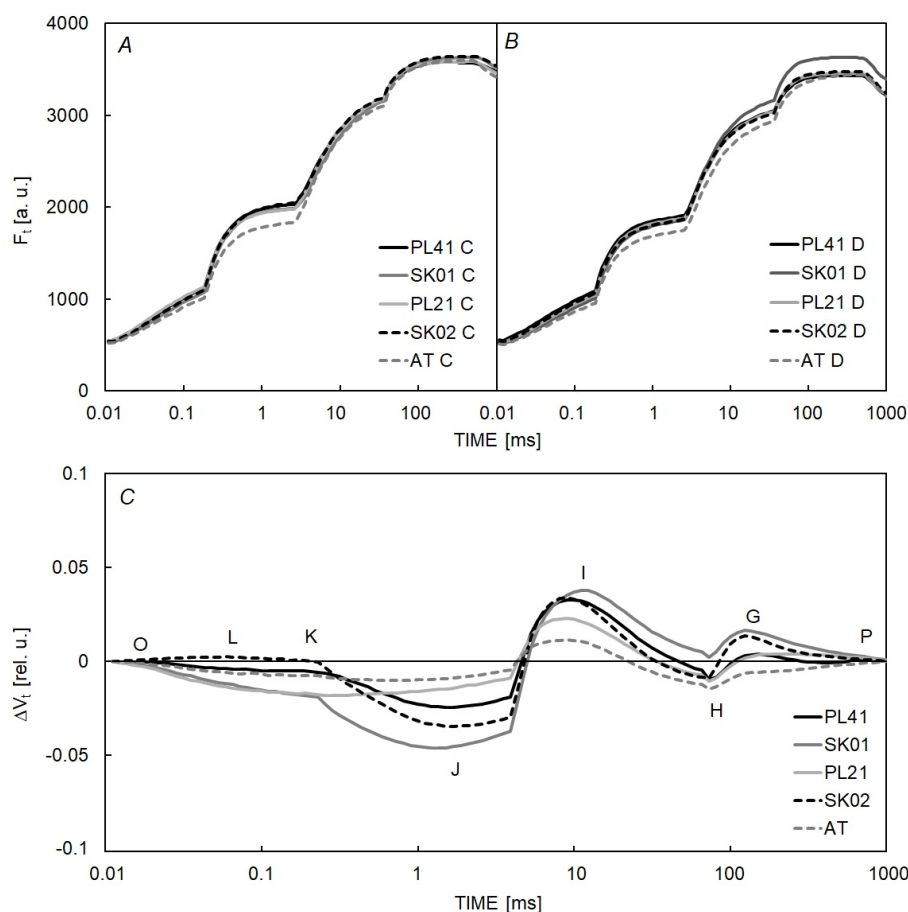 A
B
4000
3000
2000
1000
0
Ft [a. u.]
PL41 C
SK01 C
PL21 C
SK02 C
AT C
PL41 D
SK01 D
PL21 D
SK02 D
AT D
0.01 0.1 1 10 100 0.01 0.1 1 10 100 1000
TIME [ms] TIME [ms]
C
0.1
0.05
0
-0.05
-0.1
ΔVt [rel. u.]
O
L
K
J
I
H
G
P
PL41
SK01
PL21
SK02
AT
0.01 0.1 1 10 100 1000
TIME [ms]